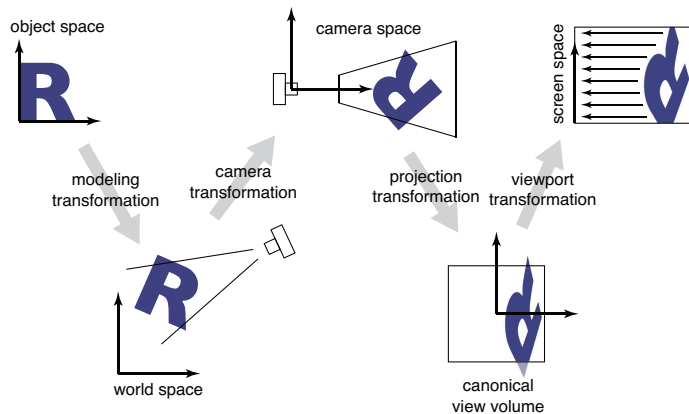 object space
R
modeling
transformation
R
world space
camera
transformation
camera space
R
projection
transformation
R
canonical
view volume
viewport
transformation
screen space
R